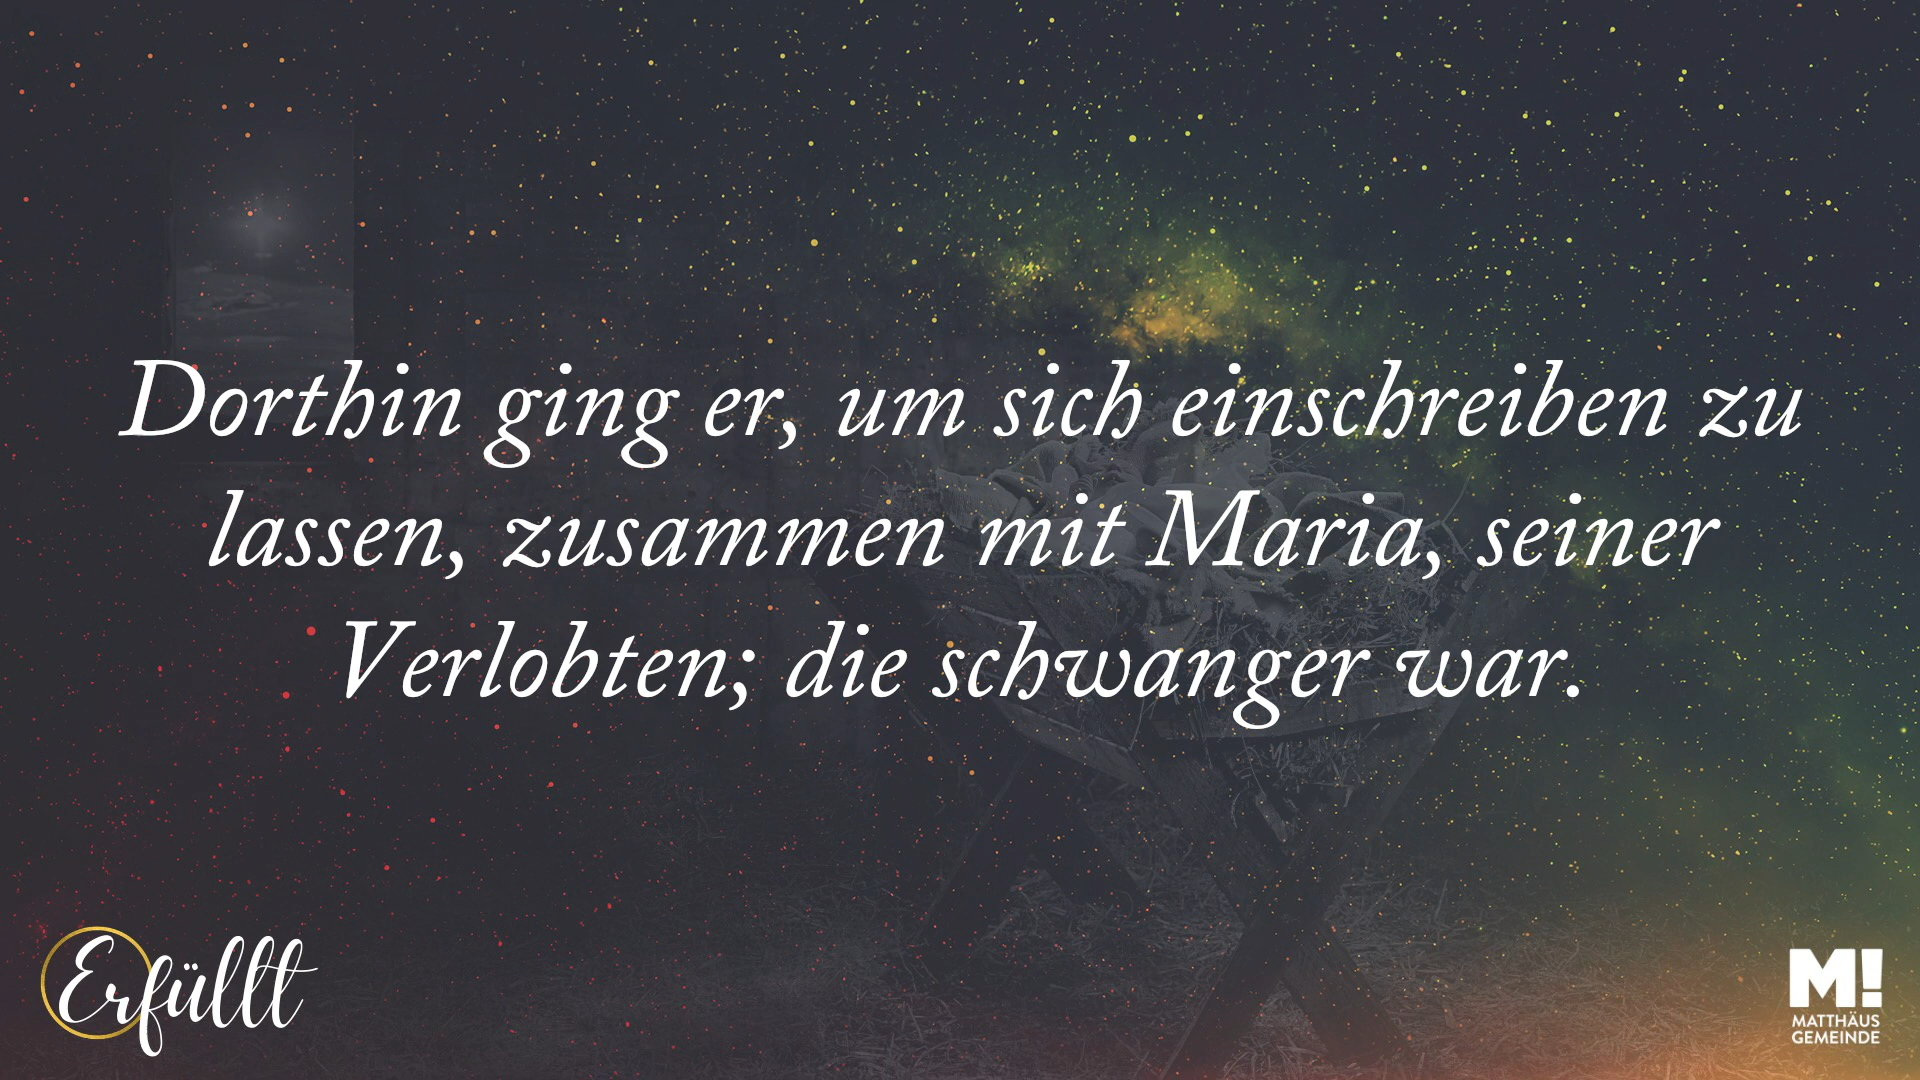 Dorthin ging er, um sich einschreiben zu
lassen, zusammen mit Maria, seiner
Verlobten; die schwanger war.
Erfüllt
M!
MATTHÄUS
GEMEINDE